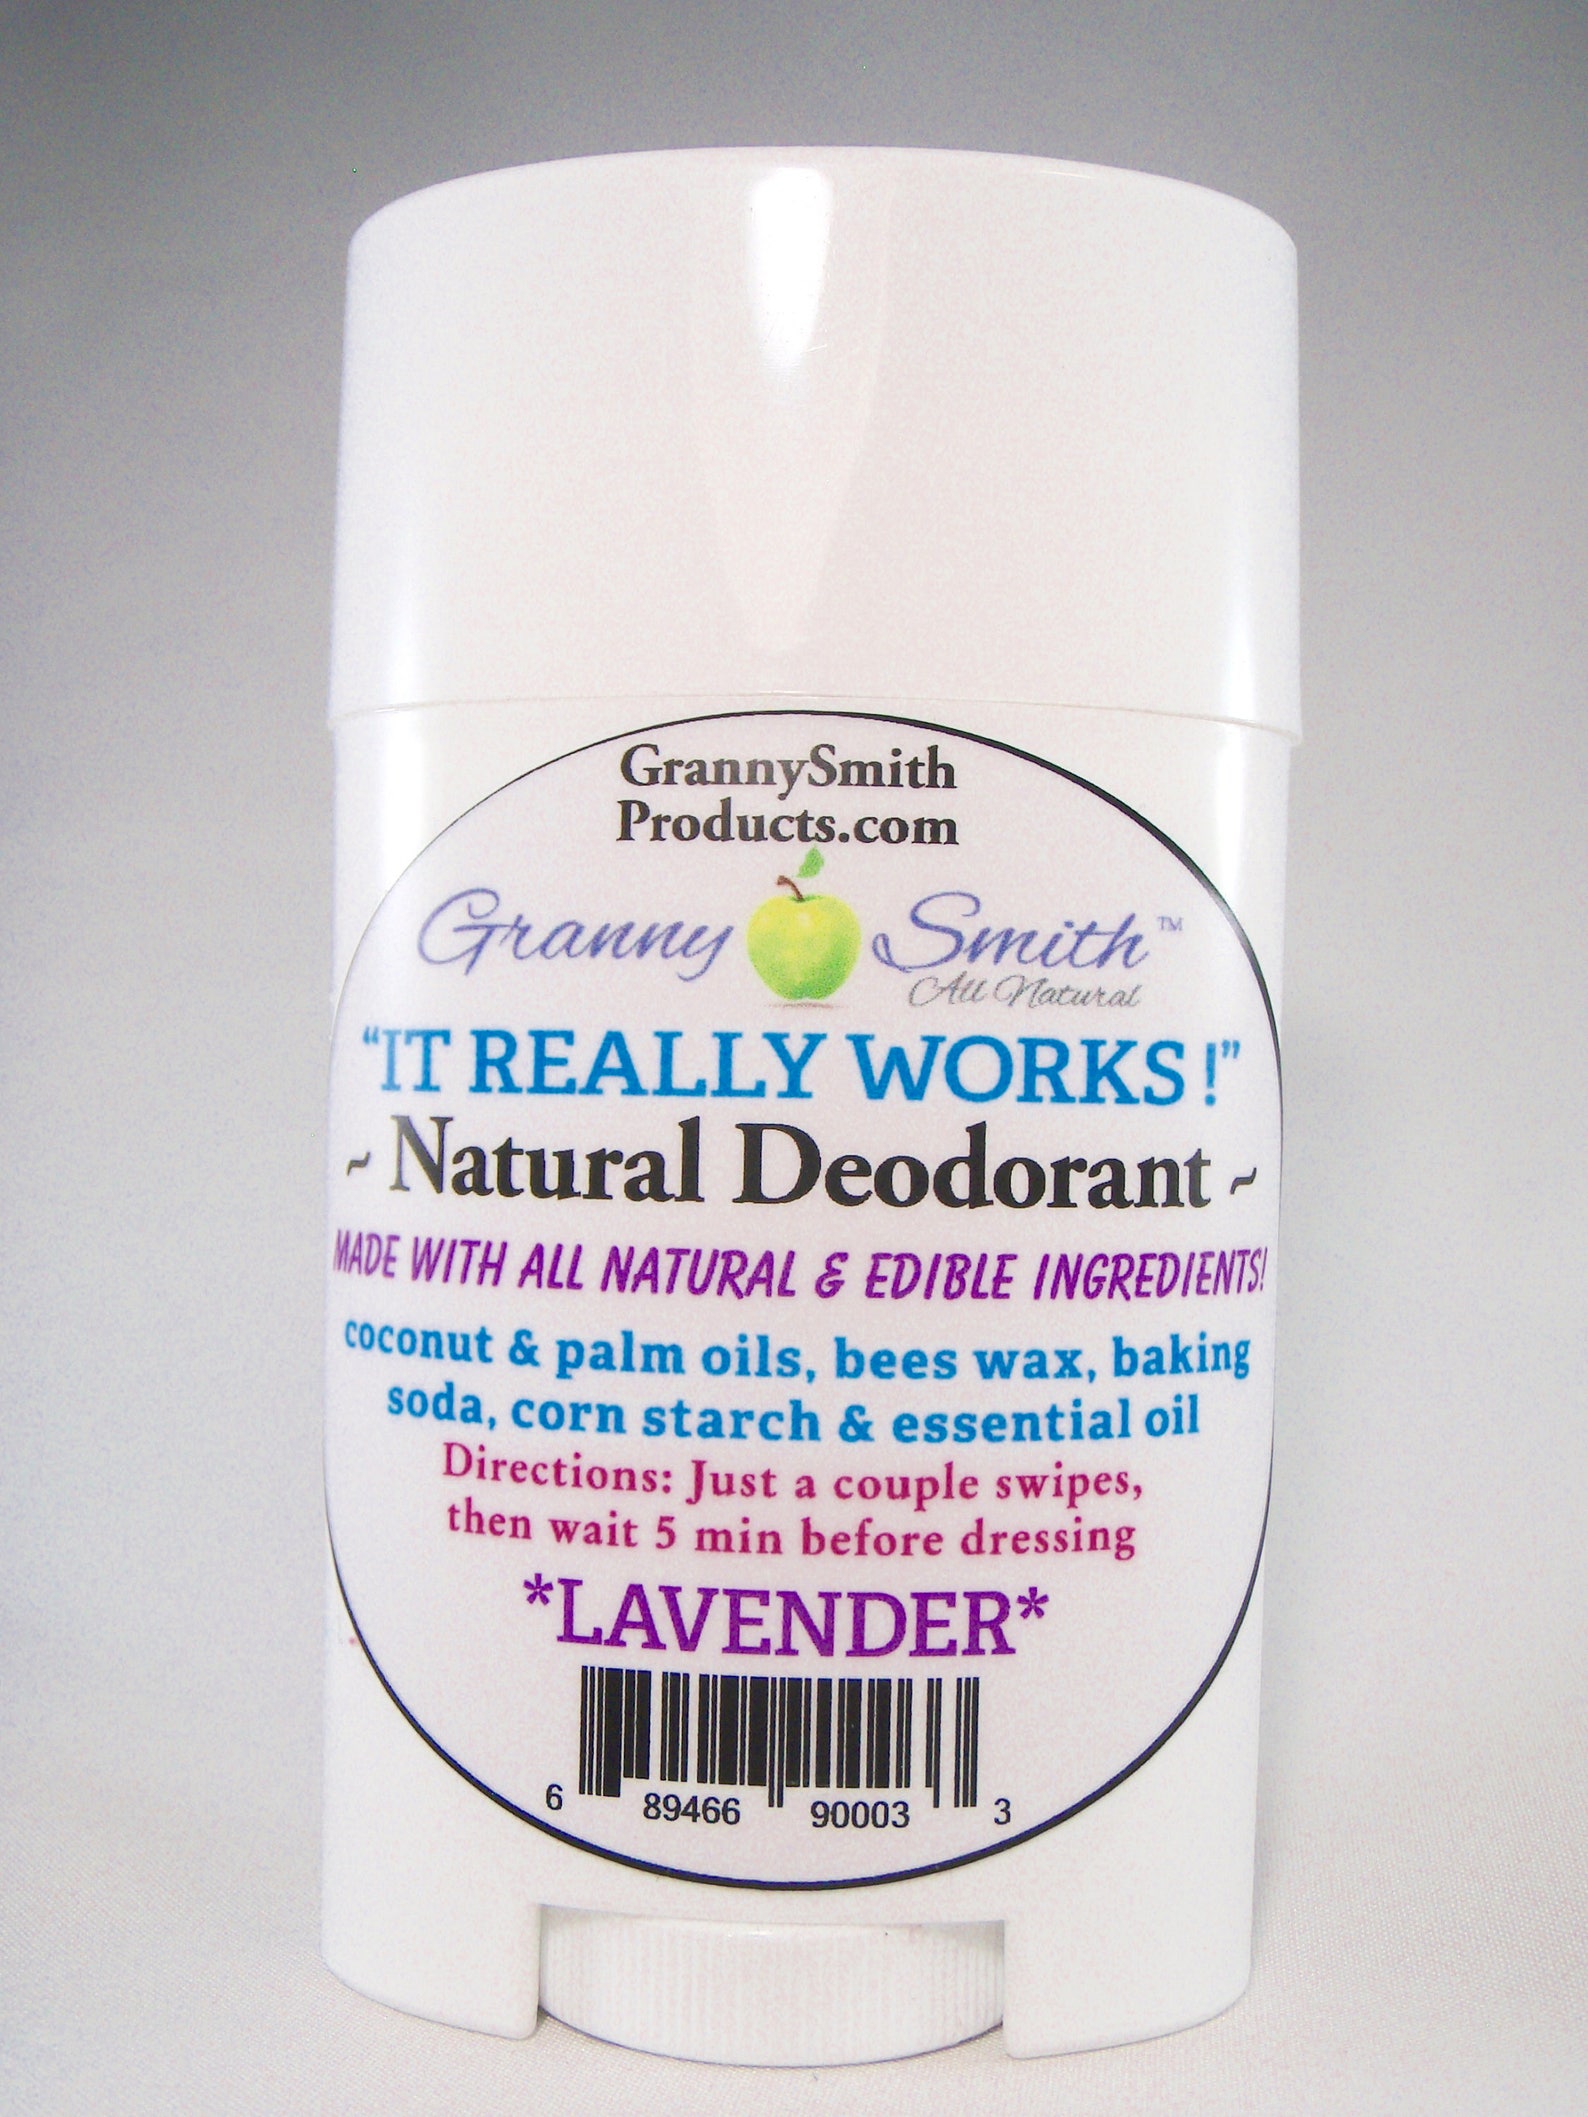 GrannySmith
Products.com
Granny Smith™
All Natural
“IT REALLY WORKS!”
~ Natural Deodorant ~
MADE WITH ALL NATURAL & EDIBLE INGREDIENTS!
coconut & palm oils, bees wax, baking
soda, corn starch & essential oil
Directions: Just a couple swipes,
then wait 5 min before dressing
*LAVENDER*
6 89466 90003 3